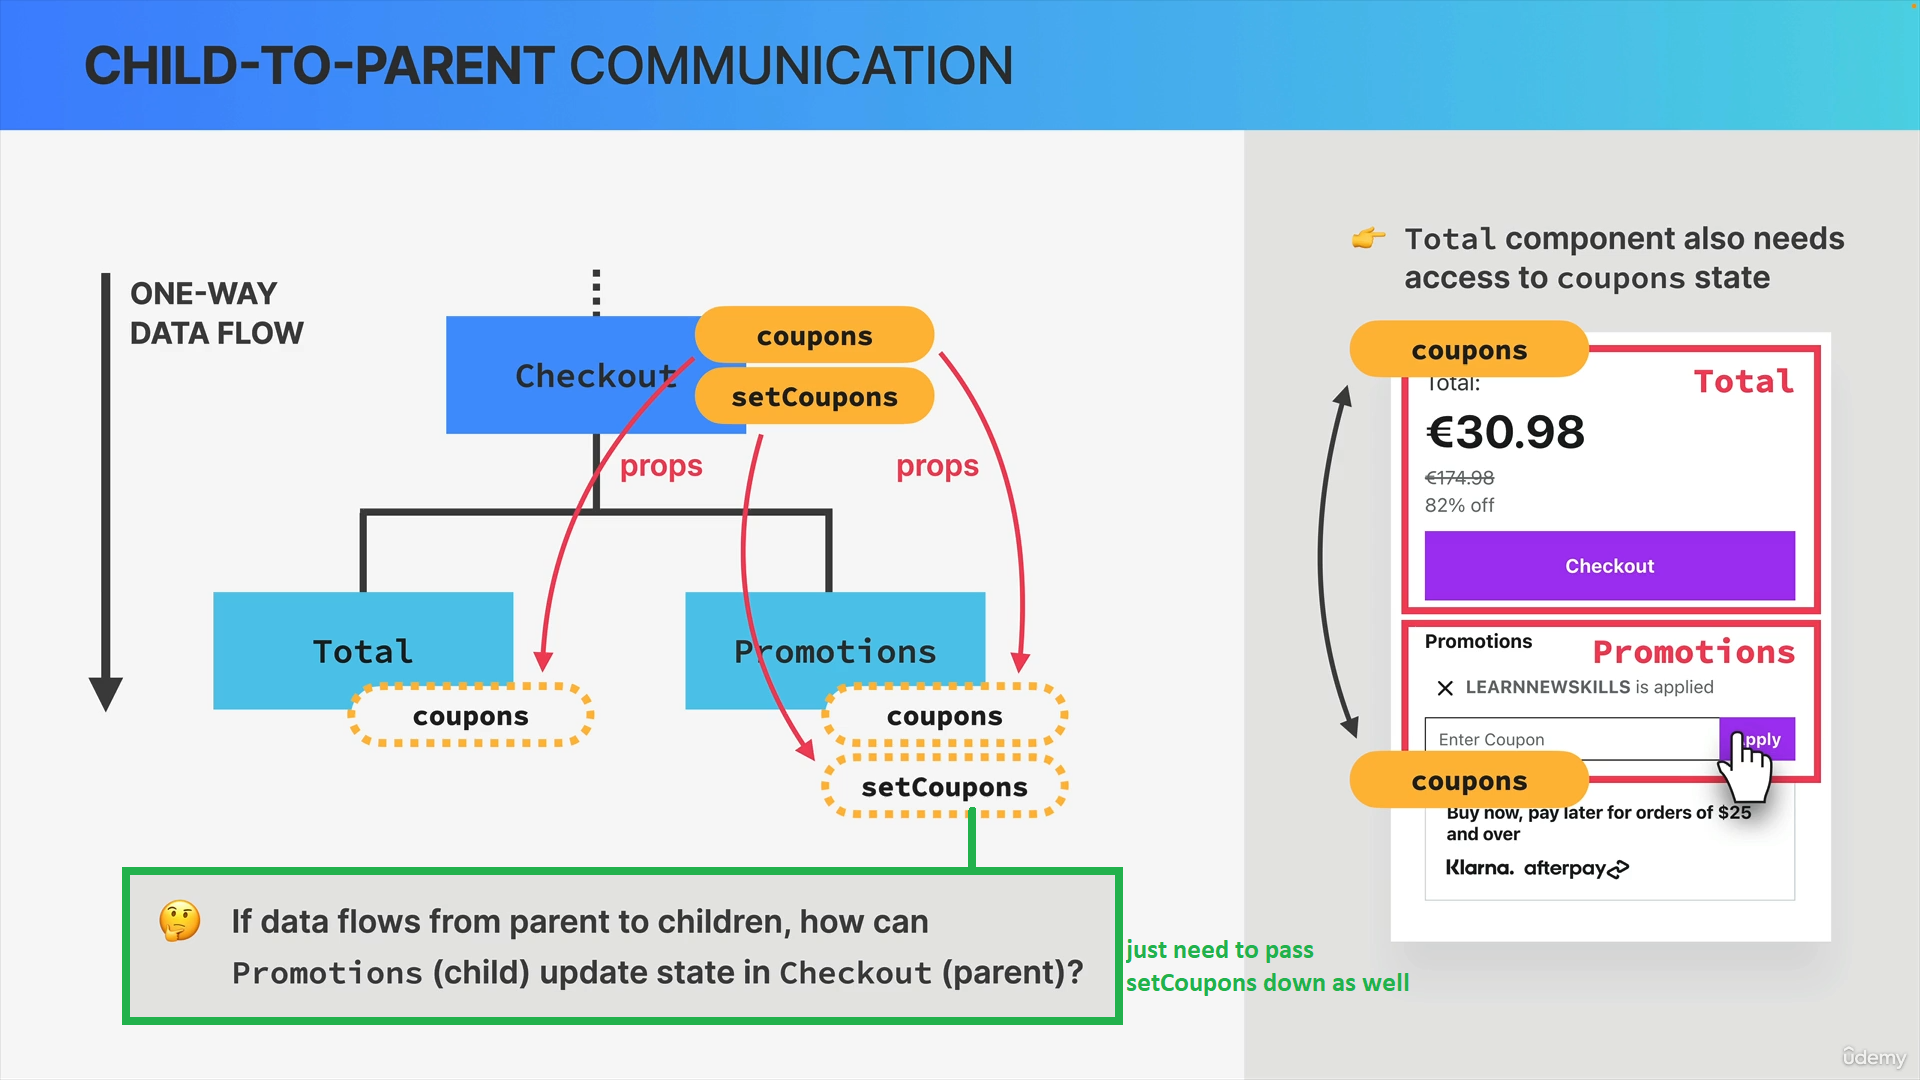 CHILD-TO-PARENT COMMUNICATION
ONE-WAY
DATA FLOW
Checkout
coupons
setCoupons
props
props
Total
coupons
Promotions
coupons
setCoupons
🤔 If data flows from parent to children, how can
Promotions (child) update state in Checkout (parent)?
just need to pass
setCoupons down as well
👉 Total component also needs
access to coupons state
coupons
Total:
Total
€30.98
€174.98
82% off
Checkout
Promotions
Promotions
LEARNNEWSKILLS is applied
Enter Coupon
pply
coupons
Buy now, pay later for orders of $25
and over
Klarna. afterpay
ûdemy